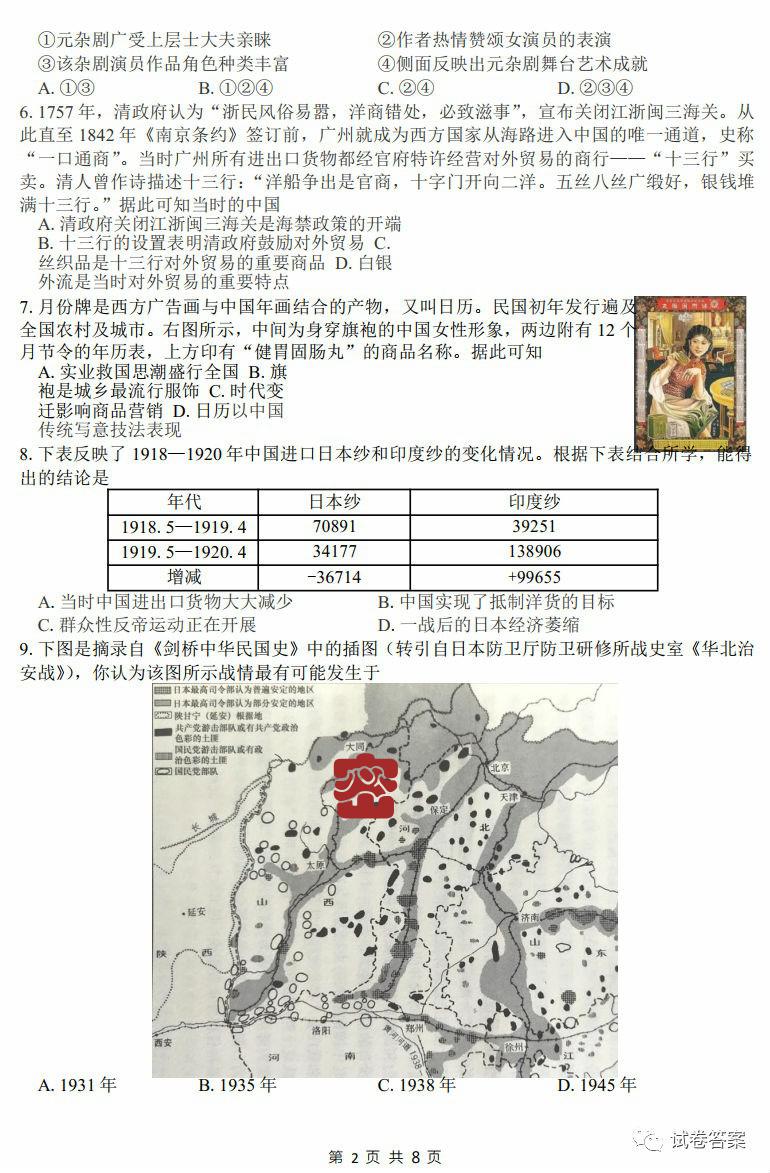 ①元杂剧广受上层士大夫亲睐 ②作者热情赞颂女演员的表演
③该杂剧演员作品角色种类丰富 ④侧面反映出元杂剧舞台艺术成就
A. ①③ B. ①②④ C. ②④ D. ②③④
6. 1757 年，清政府认为“浙民风俗易嚣，洋商错处，必致滋事”，宣布关闭江浙闽三海关。从
此直至 1842 年《南京条约》签订前，广州就成为西方国家从海路进入中国的唯一通道，史称
“一口通商”。当时广州所有进出口货物都经官府特许经营对外贸易的商行——“十三行”买
卖。清人曾作诗描述十三行：“洋船争出是官商，十字门开向二洋。五丝八丝广缎好，银钱堆
满十三行。”据此可知当时的中国
A. 清政府关闭江浙闽三海关是海禁政策的开端
B. 十三行的设置表明清政府鼓励对外贸易 C.
丝织品是十三行对外贸易的重要商品 D. 白银
外流是当时对外贸易的重要特点
7. 月份牌是西方广告画与中国年画结合的产物，又叫日历。民国初年发行遍及
全国农村及城市。右图所示，中间为身穿旗袍的中国女性形象，两边附有 12 个
月节令的年历表，上方印有“健胃固肠丸”的商品名称。据此可知
A. 实业救国思潮盛行全国 B. 旗
袍是城乡最流行服饰 C. 时代变
迁影响商品营销 D. 日历以中国
传统写意技法表现
8. 下表反映了 1918—1920 年中国进口日本纱和印度纱的变化情况。根据下表结合所学，能得
出的结论是
年代 日本纱 印度纱
1918. 5—1919. 4 70891 39251
1919. 5—1920. 4 34177 138906
增减 -36714 +99655
A. 当时中国进出口货物大大减少 B. 中国实现了抵制洋货的目标
C. 群众性反帝运动正在开展 D. 一战后的日本经济萎缩
9. 下图是摘录自《剑桥中华民国史》中的插图（转引自日本防卫厅防卫研修所战史室《华北治
安战》），你认为该图所示战情最有可能发生于
日本最高司令部认为普遍安定的地区
日本最高司令部认为部分安定的地区
陕甘宁（延安）根据地
共产党游击部队或有共产党政治
色彩的土匪
国民党游击部队或有政
治色彩的土匪
国民党部队
大同
北京
天津
长城
保定
河 北
太原
山 西
延安
济南
陕 西
山 东
西安
洛阳
郑州
徐州
河 南
江
A. 1931 年 B. 1935 年 C. 1938 年 D. 1945 年
试卷答案
第 2 页 共 8 页